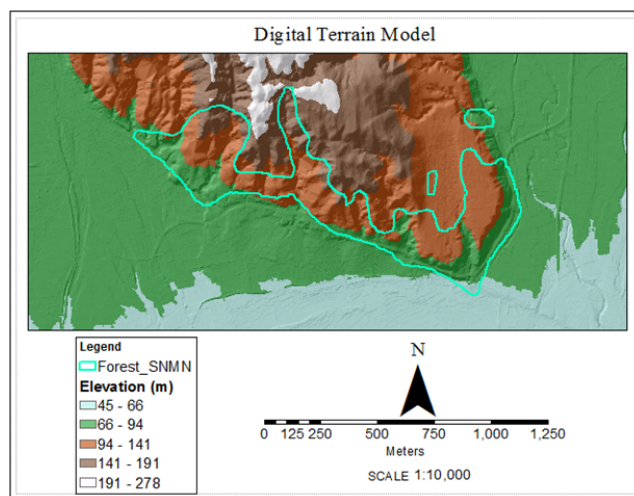 Digital Terrain Model
Legend
Forest_SNMN
Elevation (m)
45 - 66
66 - 94
94 - 141
141 - 191
191 - 278
N
0 125 250 500 750 1,000 1,250
Meters
SCALE 1:10,000